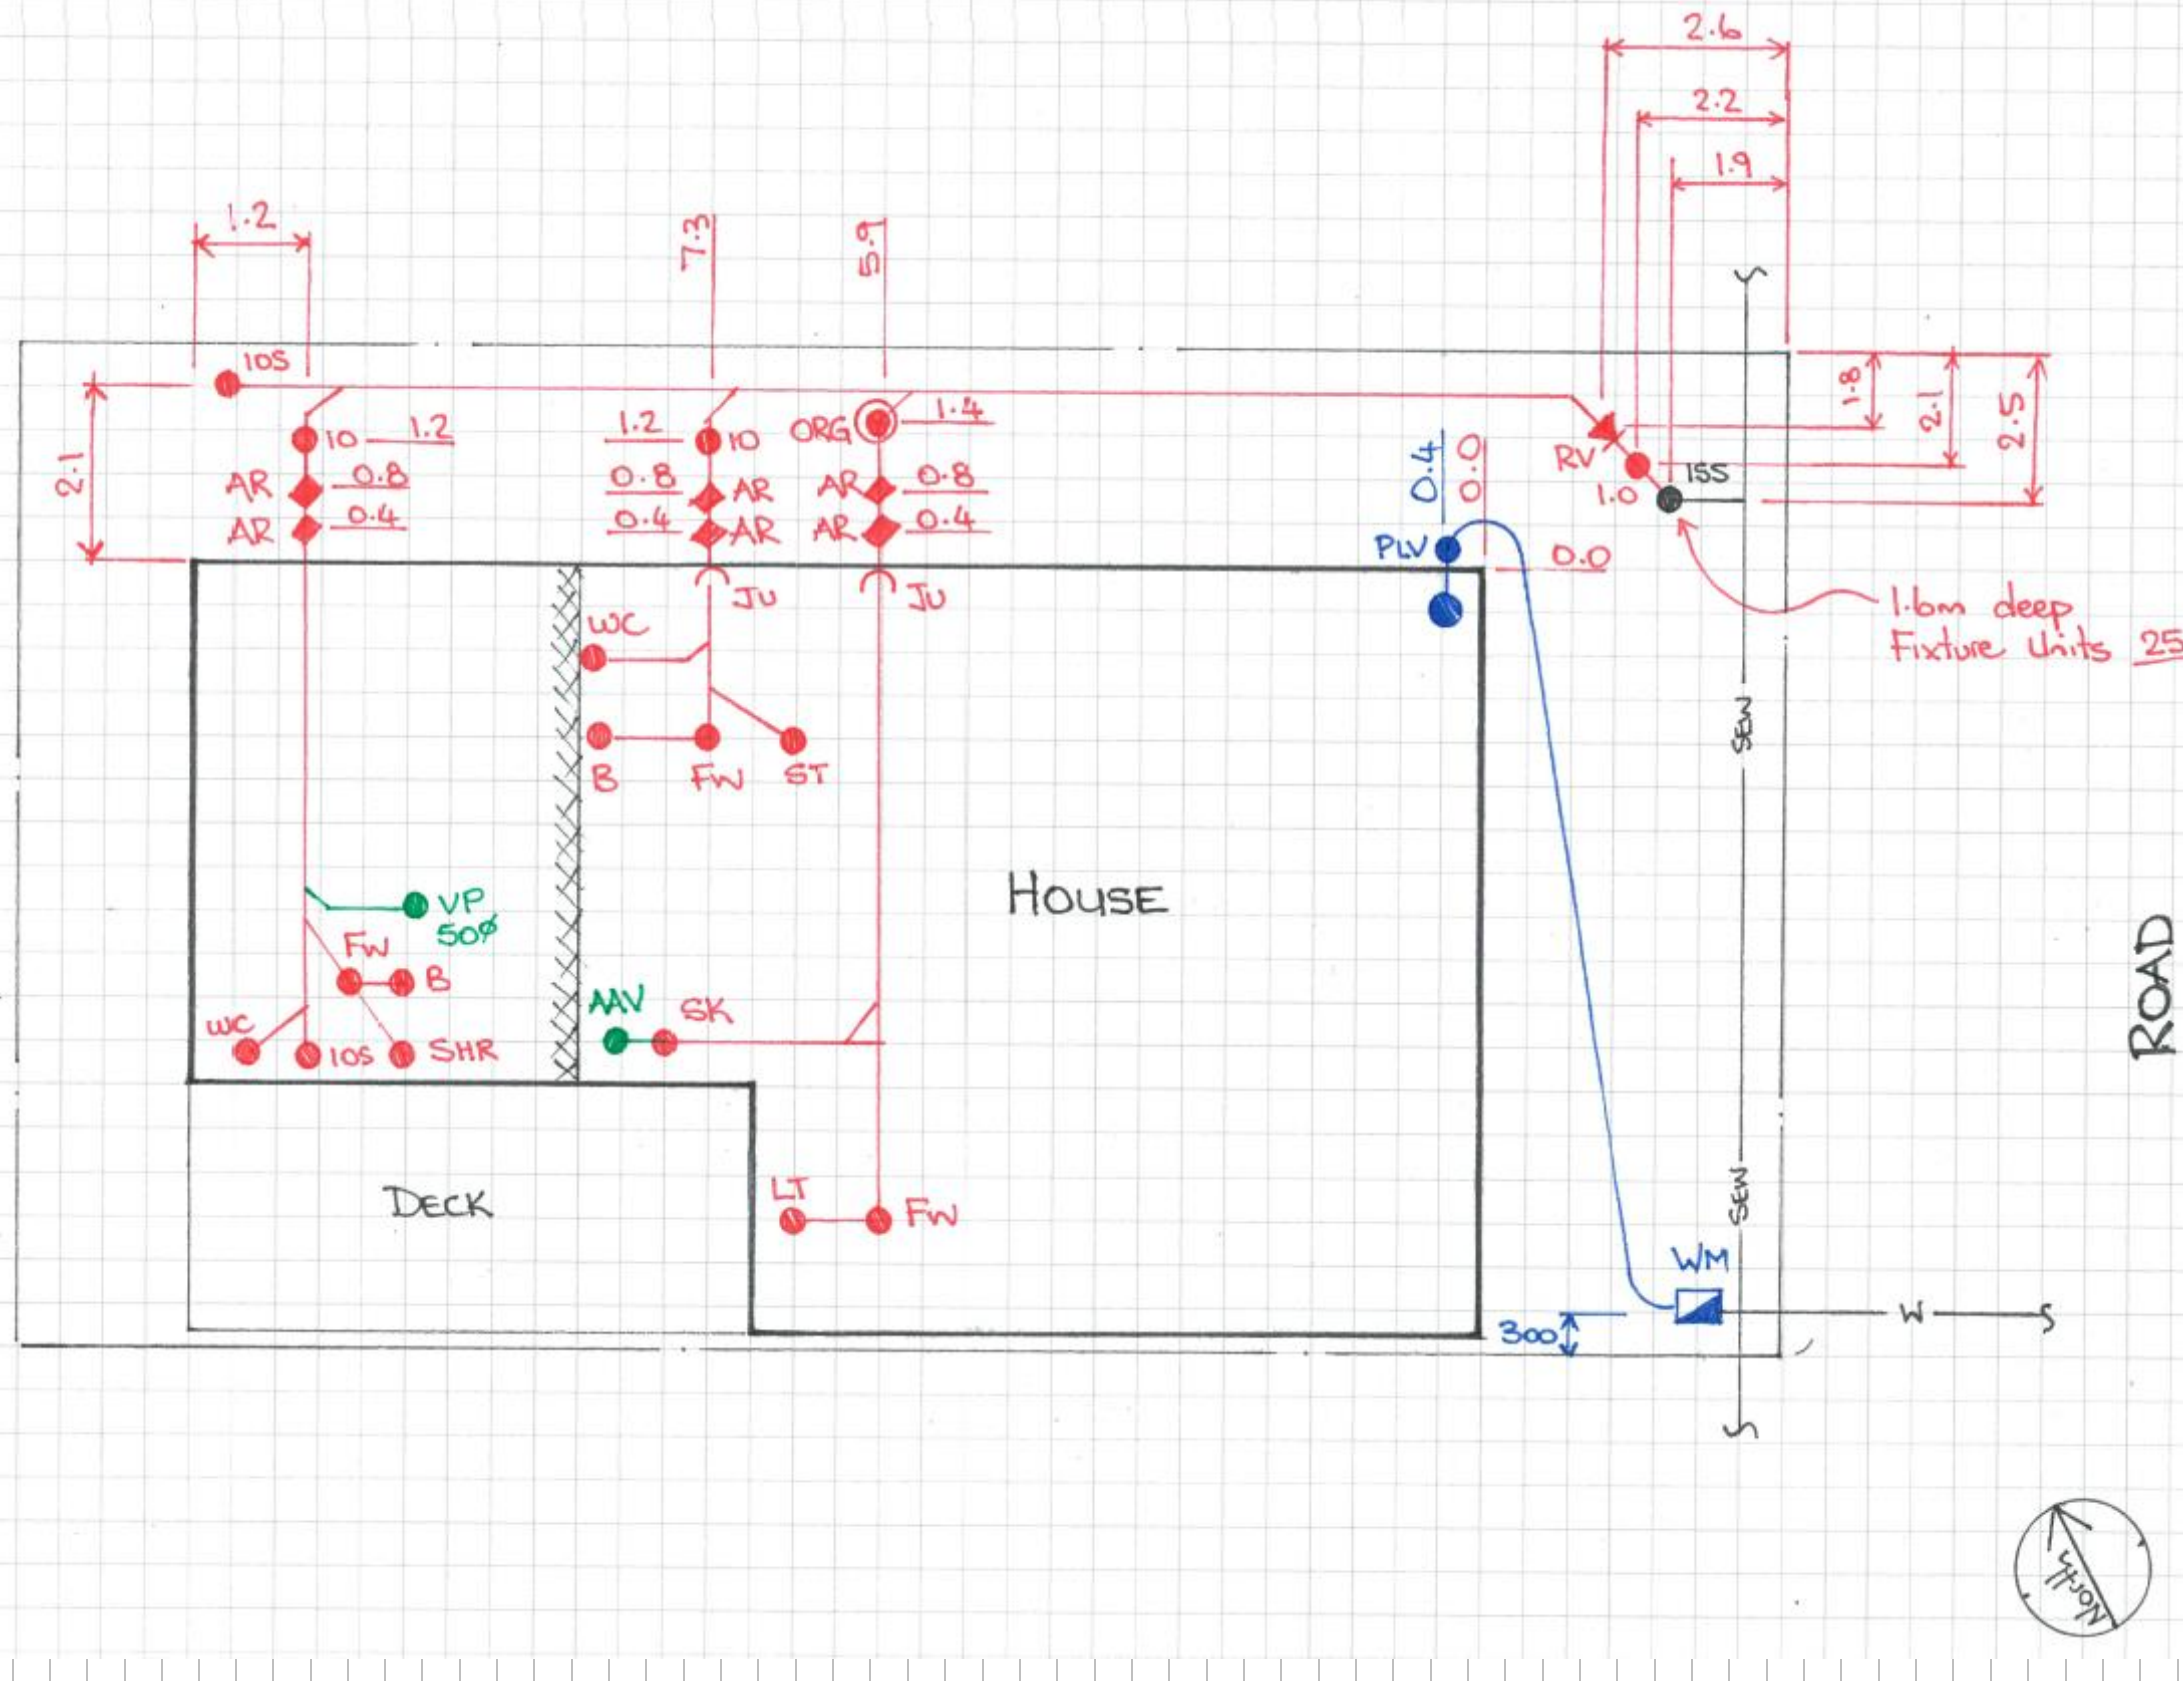 2.6
2.2
1.9
1.2
7.3
5.9
IOS
2.1
IO 1.2
AR 0.8
AR 0.4
1.2 IO
0.8 AR
0.4 AR
ORG 1.4
AR 0.8
AR 0.4
JU
JU
0.4
0.0
0.0
PLV
RV
1.0
ISS
1.8
2.1
2.5
1.6m deep
Fixture Units 25
WC
B
FW
ST
SEW
HOUSE
ROAD
VP
50ø
FW
B
WC
IOS
SHR
AAV
SK
DECK
LT
FW
SEW
WM
W
300
North